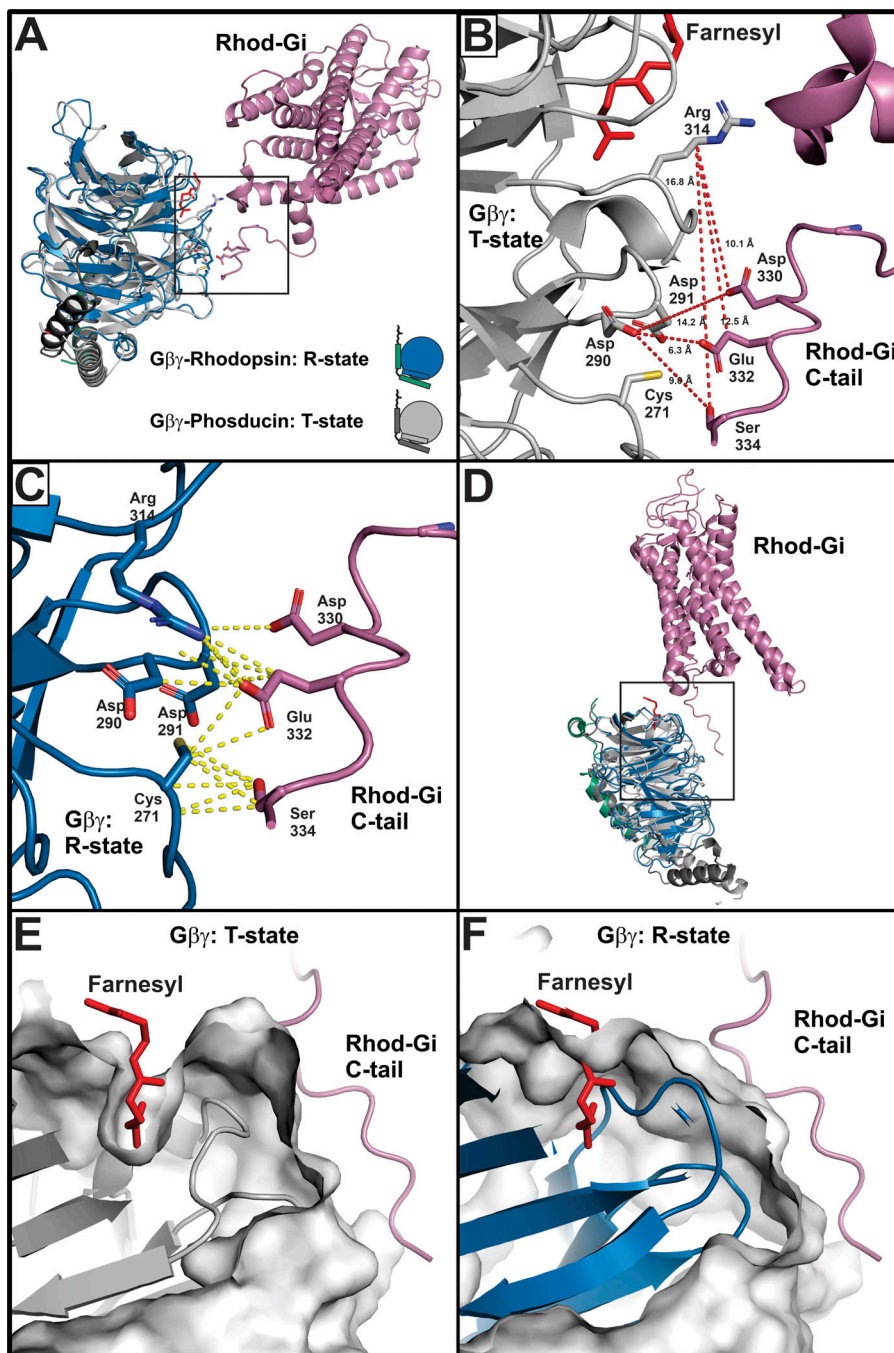 A
Rhod-Gi
Gβγ-Rhodopsin: R-state
Gβγ-Phosducin: T-state
B
Farnesyl
Arg
314
16.8 Å
Gβγ:
T-state
10.1 Å
Asp
330
Asp
291
14.2 Å
12.5 Å
Asp
290
6.3 Å
Glu
332
Rhod-Gi
C-tail
9.0 Å
Cys
271
Ser
334
C
Arg
314
Asp
330
Asp
290
Asp
291
Glu
332
Cys
271
Ser
334
Rhod-Gi
C-tail
Gβγ:
R-state
D
Rhod-Gi
E
Gβγ: T-state
Farnesyl
Rhod-Gi
C-tail
F
Gβγ: R-state
Farnesyl
Rhod-Gi
C-tail